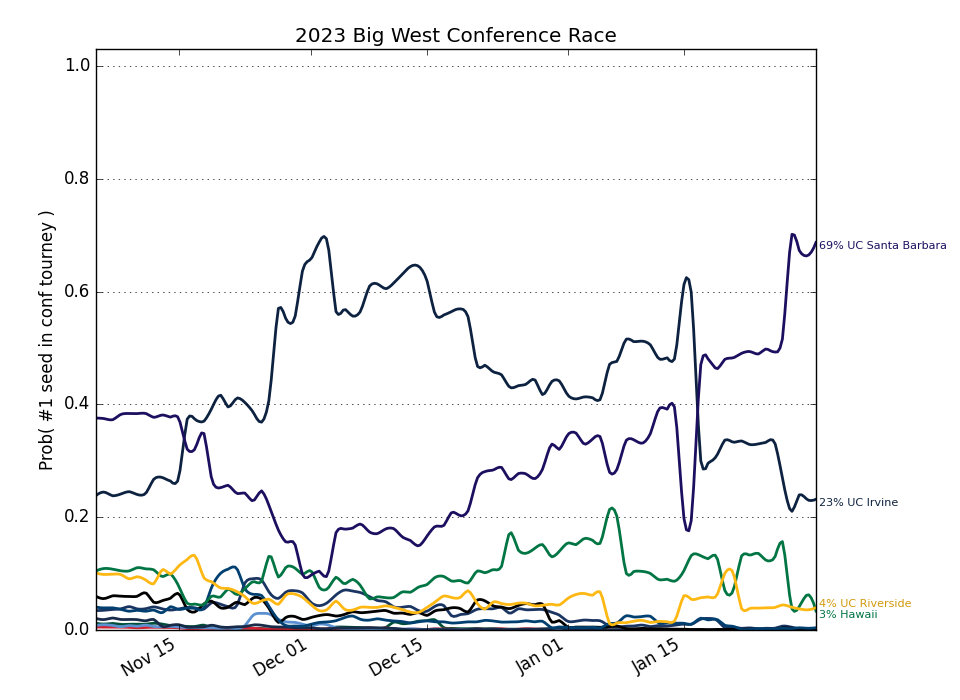 2023 Big West Conference Race
Prob( #1 seed in conf tourney )
1.0
0.8
0.6
0.4
0.2
0.0
69% UC Santa Barbara
23% UC Irvine
4% UC Riverside
3% Hawaii
Nov 15
Dec 01
Dec 15
Jan 01
Jan 15